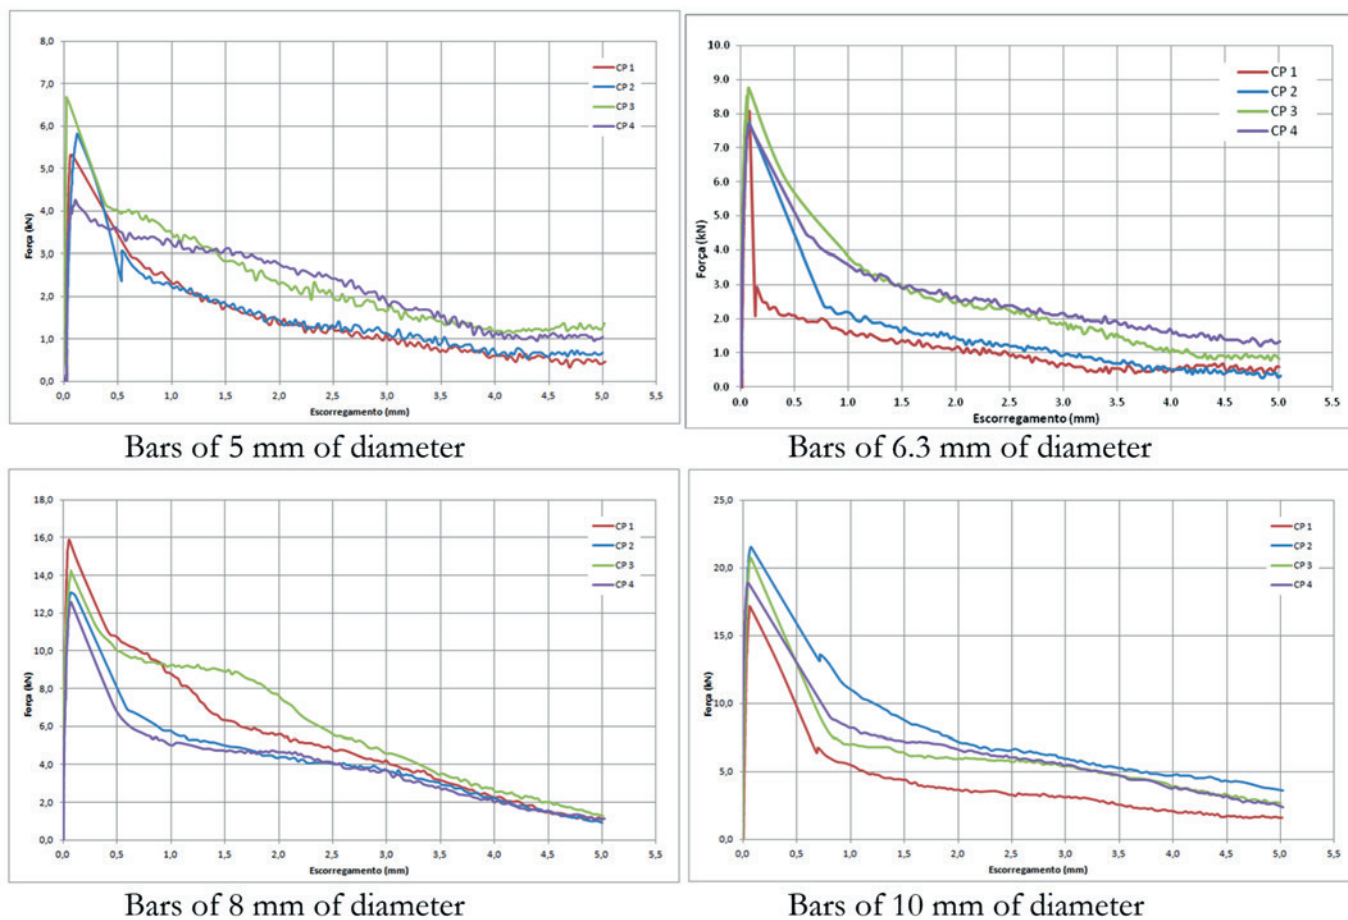 8,0
7,0
6,0
5,0
4,0
3,0
2,0
1,0
0,0
Força (kN)
CP 1
CP 2
CP 3
CP 4
0,0 0,5 1,0 1,5 2,0 2,5 3,0 3,5 4,0 4,5 5,0 5,5
Escorregamento (mm)
Bars of 5 mm of diameter
10.0
9.0
8.0
7.0
6.0
5.0
4.0
3.0
2.0
1.0
0.0
Força (kN)
CP 1
CP 2
CP 3
CP 4
0.0 0.5 1.0 1.5 2.0 2.5 3.0 3.5 4.0 4.5 5.0 5.5
Escorregamento (mm)
Bars of 6.3 mm of diameter
18,0
16,0
14,0
12,0
10,0
8,0
6,0
4,0
2,0
0,0
Força (kN)
CP 1
CP 2
CP 3
CP 4
0,0 0,5 1,0 1,5 2,0 2,5 3,0 3,5 4,0 4,5 5,0 5,5
Escorregamento (mm)
Bars of 8 mm of diameter
25,0
20,0
15,0
10,0
5,0
0,0
Força (kN)
CP 1
CP 2
CP 3
CP 4
0,0 0,5 1,0 1,5 2,0 2,5 3,0 3,5 4,0 4,5 5,0 5,5
Escorregamento (mm)
Bars of 10 mm of diameter